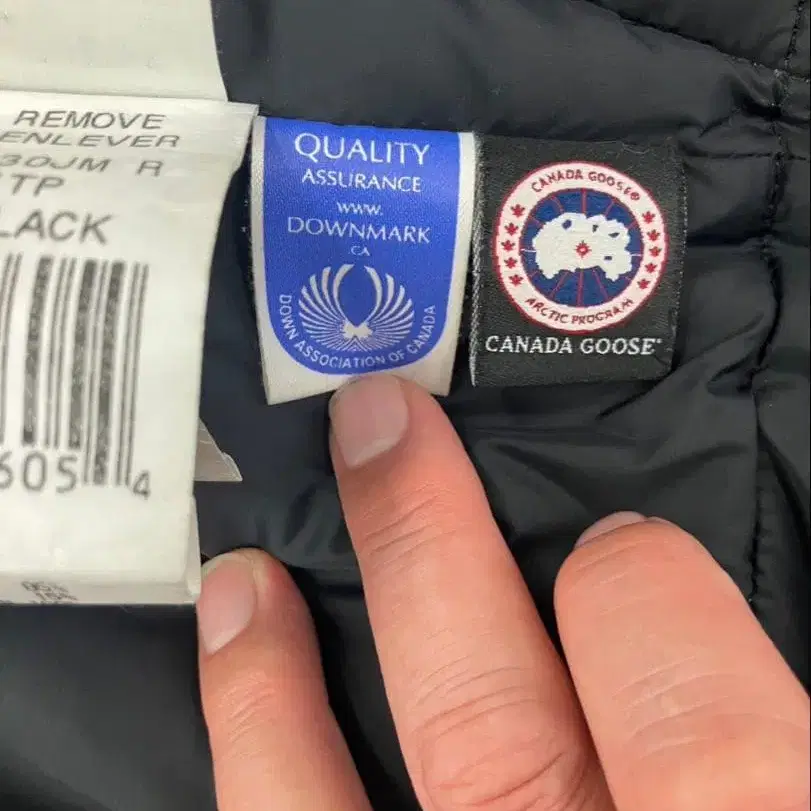 REMOVE
ENLEVER
30JM R
TP
LACK
605 4
QUALITY
ASSURANCE
www.
DOWNMARK
CA
DOWN ASSOCIATION OF CANADA
CANADA GOOSE®
ARCTIC PROGRAM
CANADA GOOSE®